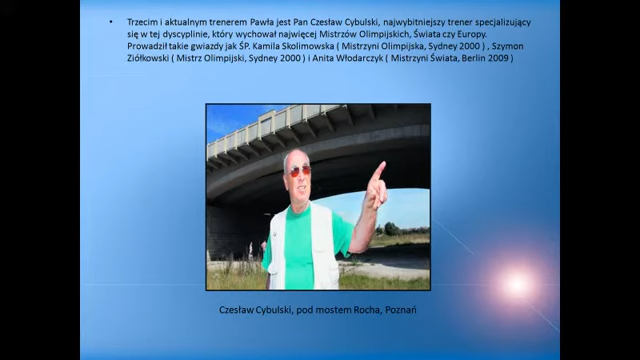 • Trzecim i aktualnym trenerem Pawła jest Pan Czesław Cybulski, najwybitniejszy trener specjalizujący
się w tej dyscyplinie, który wychował najwięcej Mistrzów Olimpijskich, Świata czy Europy.
Prowadził takie gwiazdy jak ŚP. Kamila Skolimowska ( Mistrzyni Olimpijska, Sydney 2000 ) , Szymon
Ziółkowski ( Mistrz Olimpijski, Sydney 2000 ) i Anita Włodarczyk ( Mistrzyni Świata, Berlin 2009 )
Czesław Cybulski, pod mostem Rocha, Poznań